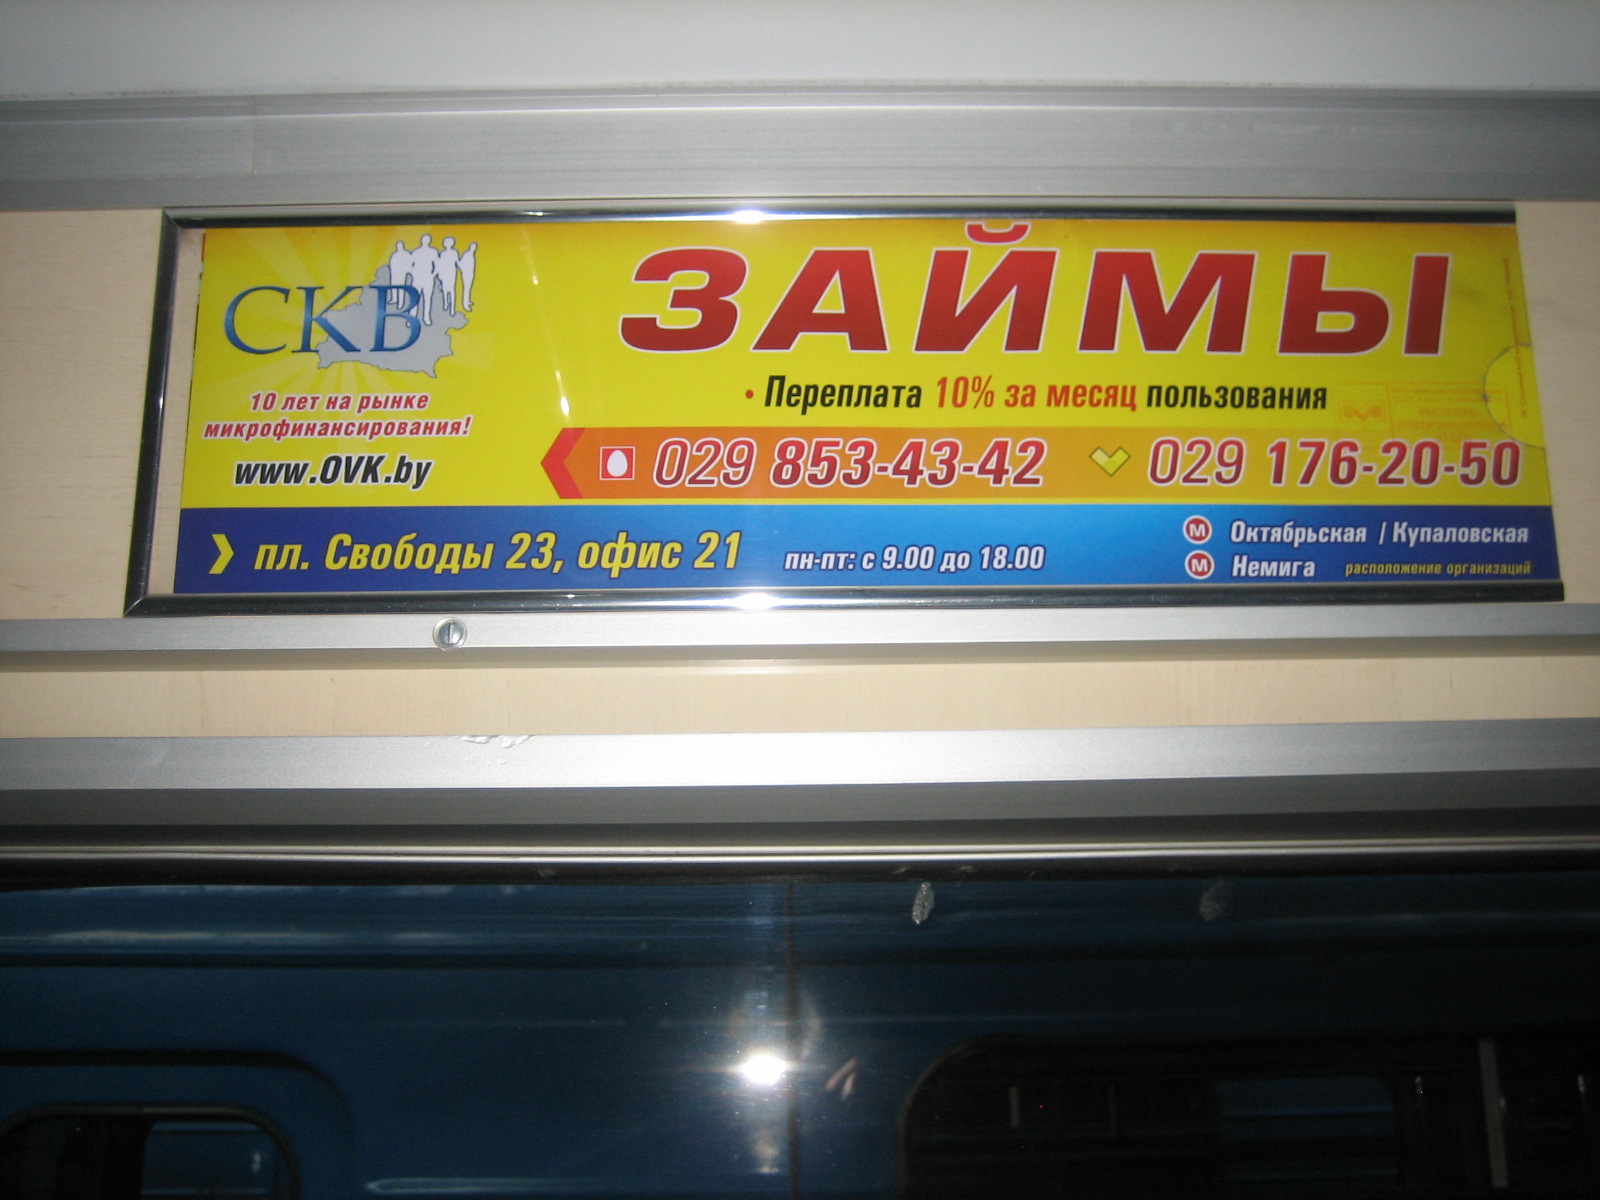 СКВ
10 лет на рынке
микрофинансирования!
www.OVK.by
ЗАЙМЫ
• Переплата 10% за месяц пользования
029 853-43-42 029 176-20-50
пл. Свободы 23, офис 21
пн-пт: с 9.00 до 18.00
М Октябрьская / Купаловская
М Немига
расположение организаций